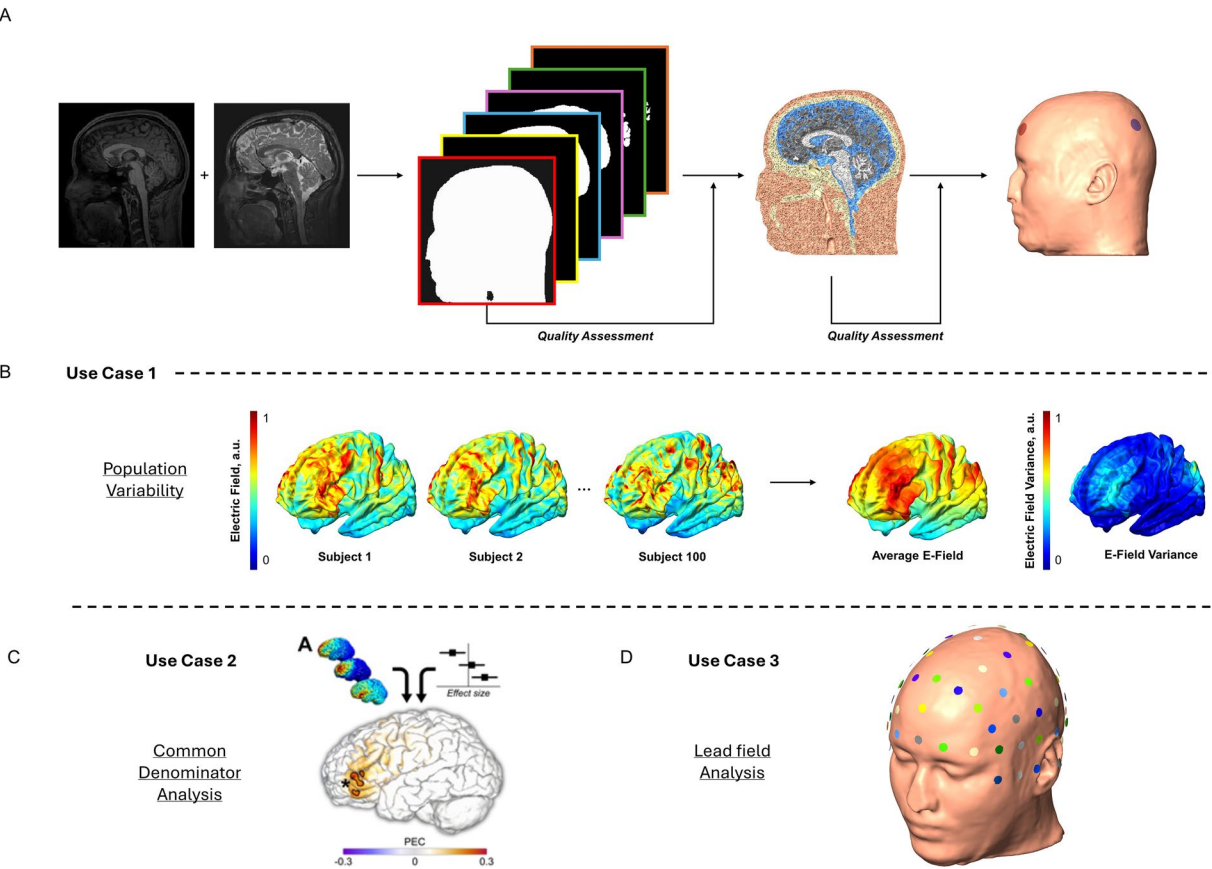 A
+
Quality Assessment
Quality Assessment
B
Use Case 1
Population
Variability
Electric Field, a.u.
1
0
Subject 1
Subject 2
...
Subject 100
Average E-Field
Electric Field Variance, a.u.
1
0
E-Field Variance
C
Use Case 2
Common
Denominator
Analysis
A
Effect size
*
PEC
-0.3 0 0.3
D
Use Case 3
Lead field
Analysis